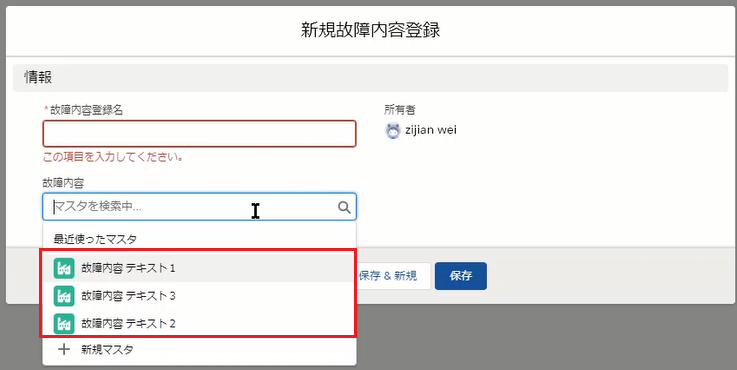 新規故障内容登録
情報
*故障内容登録名
所有者
zijian wei
この項目を入力してください。
故障内容
マスタを検索中...
最近使ったマスタ
故障内容 テキスト 1
故障内容 テキスト 3
故障内容 テキスト 2
新規マスタ
保存 & 新規
保存